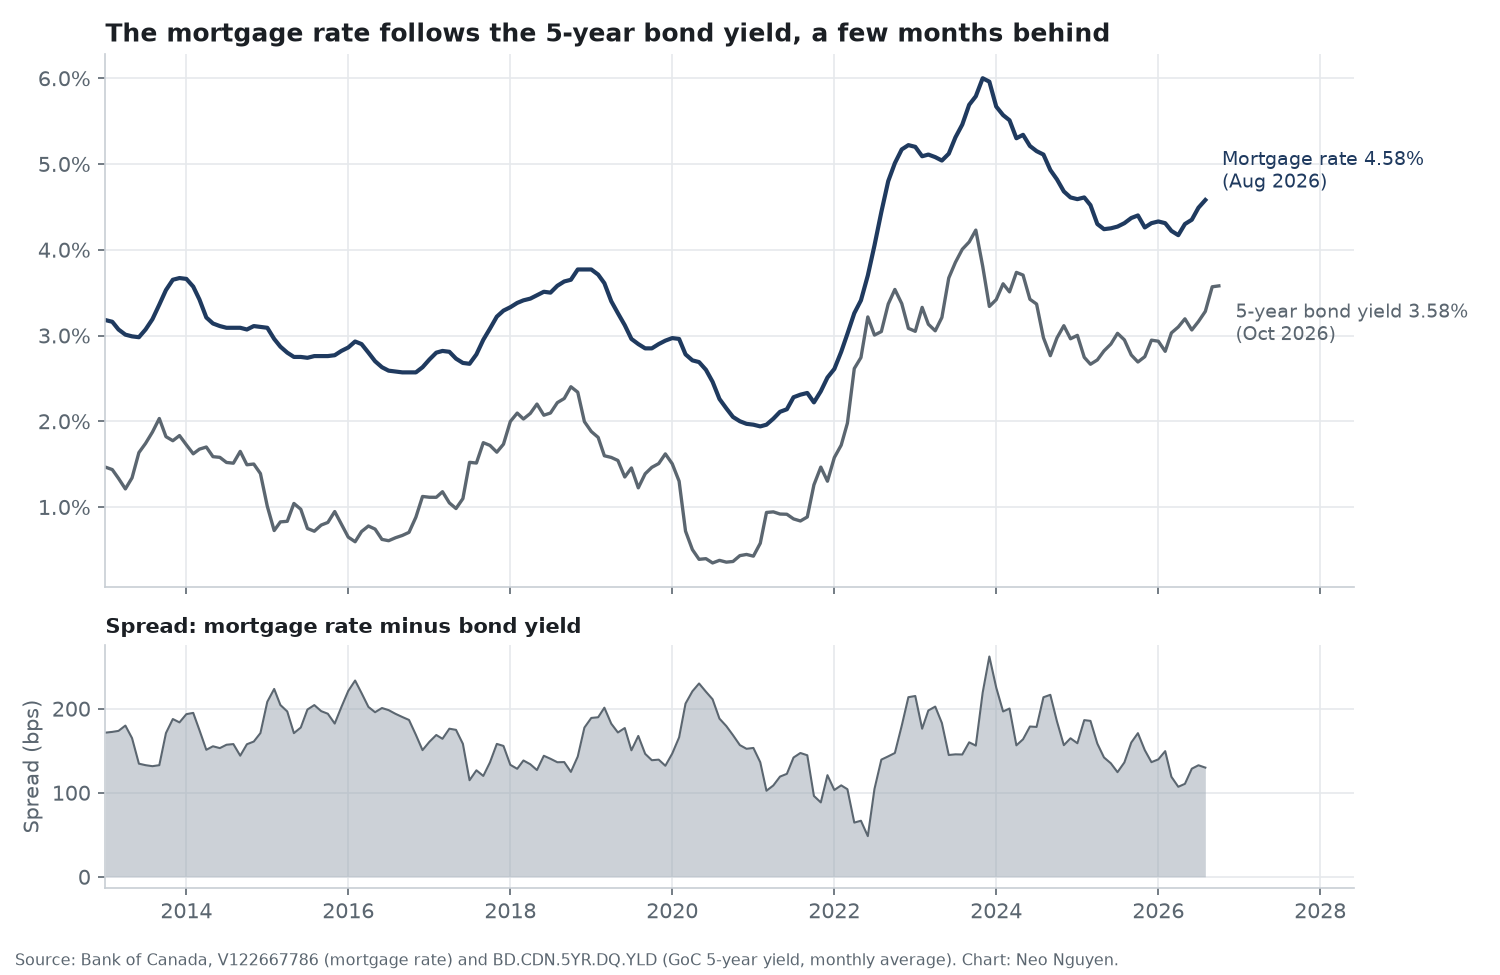 The mortgage rate follows the 5-year bond yield, a few months behind
6.0%
5.0%
4.0%
3.0%
2.0%
1.0%
Mortgage rate 4.58%
(Aug 2026)
5-year bond yield 3.58%
(Oct 2026)
Spread: mortgage rate minus bond yield
Spread (bps)
200
100
0
2014 2016 2018 2020 2022 2024 2026 2028
Source: Bank of Canada, V122667786 (mortgage rate) and BD.CDN.5YR.DQ.YLD (GoC 5-year yield, monthly average). Chart: Neo Nguyen.